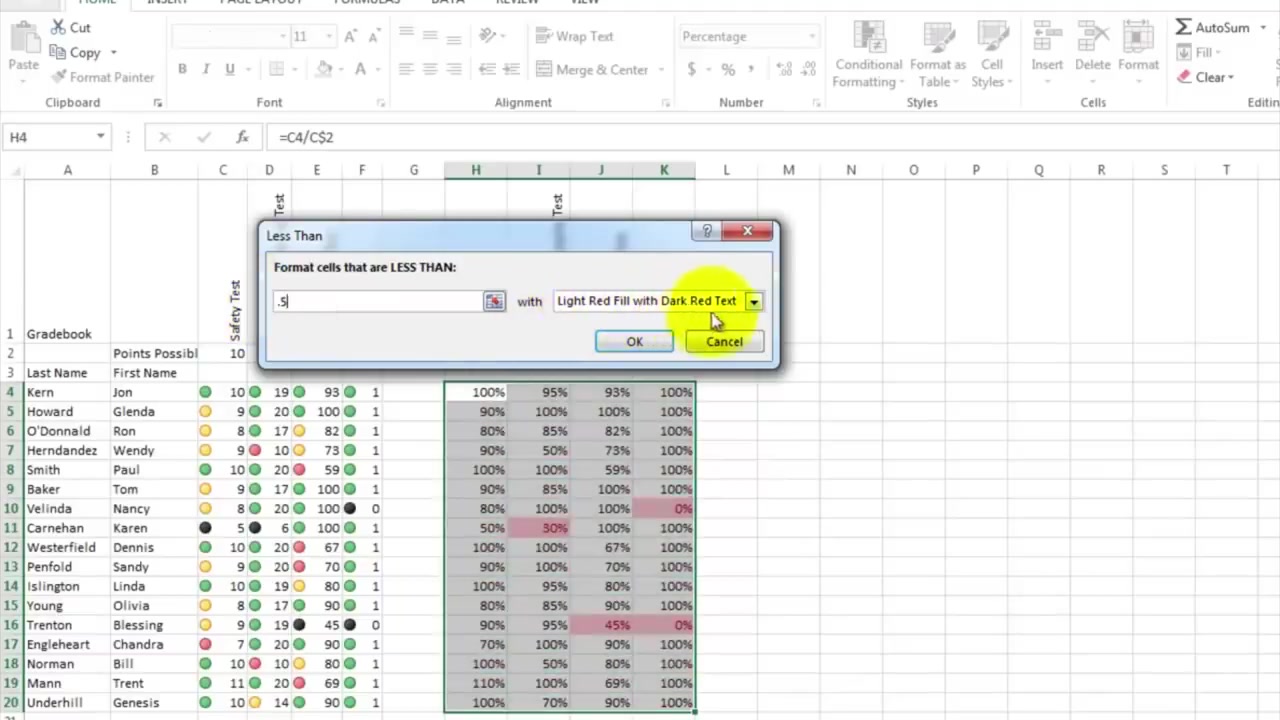 HOME INSERT PAGE LAYOUT FORMULAS DATA REVIEW VIEW
Cut
Copy
Format Painter
Paste
Clipboard
11 A A
B I U A
Font
Wrap Text
Merge & Center
Alignment
Percentage
$ % , .00 .00
Number
Conditional Formatting
Format as Table
Cell Styles
Styles
Insert Delete Format
Cells
AutoSum
Fill
Clear
Editin
H4 fx =C4/C$2
A B C D E F G H I J K L M N O P Q R S T
Test Test
Safety Test
1 Gradebook
2 Points Possibl 10
3 Last Name First Name
Less Than
Format cells that are LESS THAN:
.5 with Light Red Fill with Dark Red Text
OK Cancel
4 Kern Jon 10 19 93 1 100% 95% 93% 100%
5 Howard Glenda 9 20 100 1 90% 100% 100% 100%
6 O'Donnald Ron 8 17 82 1 80% 85% 82% 100%
7 Herndandez Wendy 9 10 73 1 90% 50% 73% 100%
8 Smith Paul 10 20 59 1 100% 100% 59% 100%
9 Baker Tom 9 17 100 1 90% 85% 100% 100%
10 Velinda Nancy 8 20 100 0 80% 100% 100% 0%
11 Carnehan Karen 5 6 100 1 50% 30% 100% 100%
12 Westerfield Dennis 10 20 67 1 100% 100% 67% 100%
13 Penfold Sandy 9 20 70 1 90% 100% 70% 100%
14 Islington Linda 10 19 80 1 100% 95% 80% 100%
15 Young Olivia 8 17 90 1 80% 85% 90% 100%
16 Trenton Blessing 9 19 45 0 90% 95% 45% 0%
17 Engleheart Chandra 7 20 90 1 70% 100% 90% 100%
18 Norman Bill 10 10 80 1 100% 50% 80% 100%
19 Mann Trent 11 20 69 1 110% 100% 69% 100%
20 Underhill Genesis 10 14 90 1 100% 70% 90% 100%